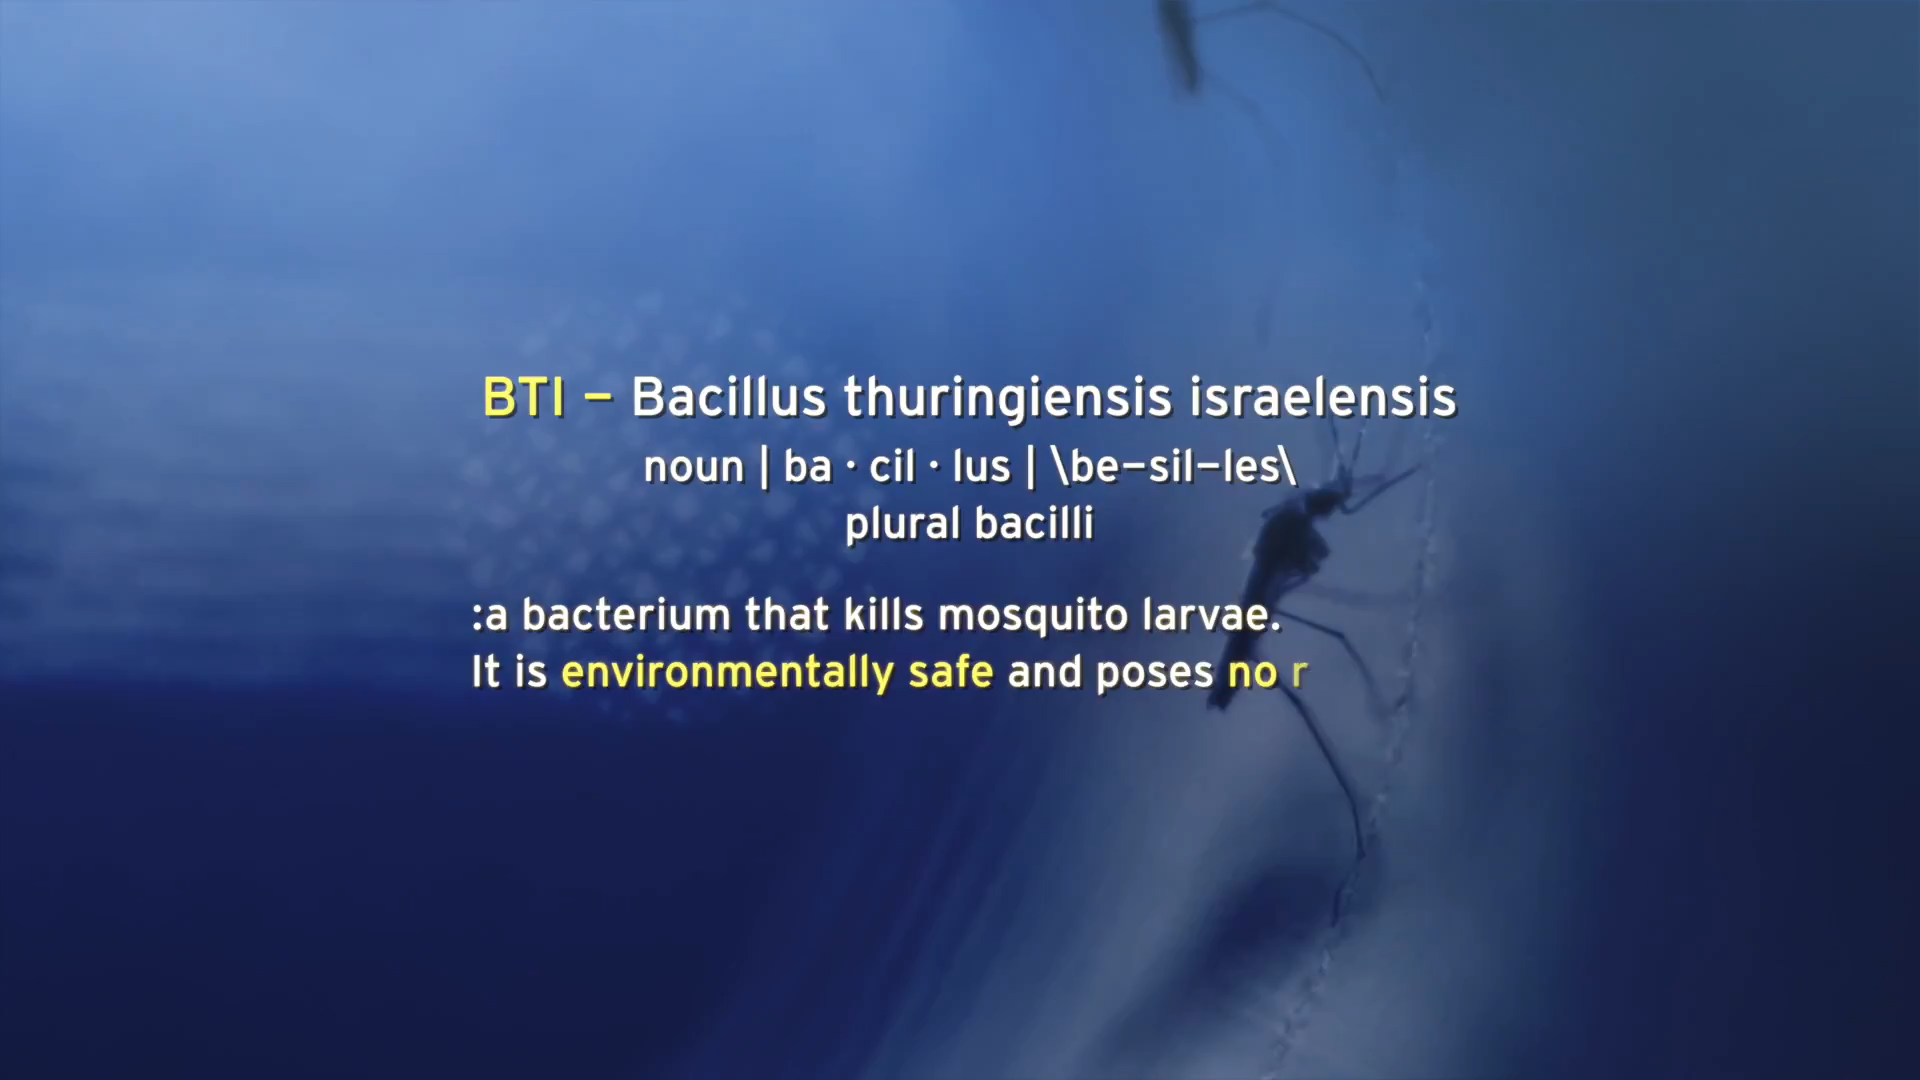 BTI – Bacillus thuringiensis israelensis
noun | ba · cil · lus | \be–sil–les\
plural bacilli
:a bacterium that kills mosquito larvae.
It is environmentally safe and poses no r